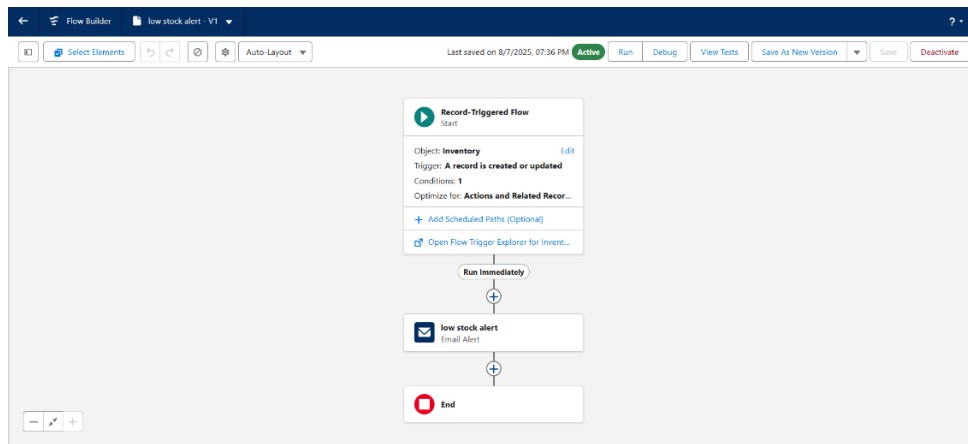 Flow Builder
low stock alert - V1
?
Select Elements
Auto-Layout
Last saved on 8/7/2025, 07:36 PM
Active
Run
Debug
View Tests
Save As New Version
Save
Deactivate
Record-Triggered Flow
Start
Object: Inventory
Edit
Trigger: A record is created or updated
Conditions: 1
Optimize for: Actions and Related Recor...
+ Add Scheduled Paths (Optional)
Open Flow Trigger Explorer for Invent...
Run Immediately
low stock alert
Email Alert
End